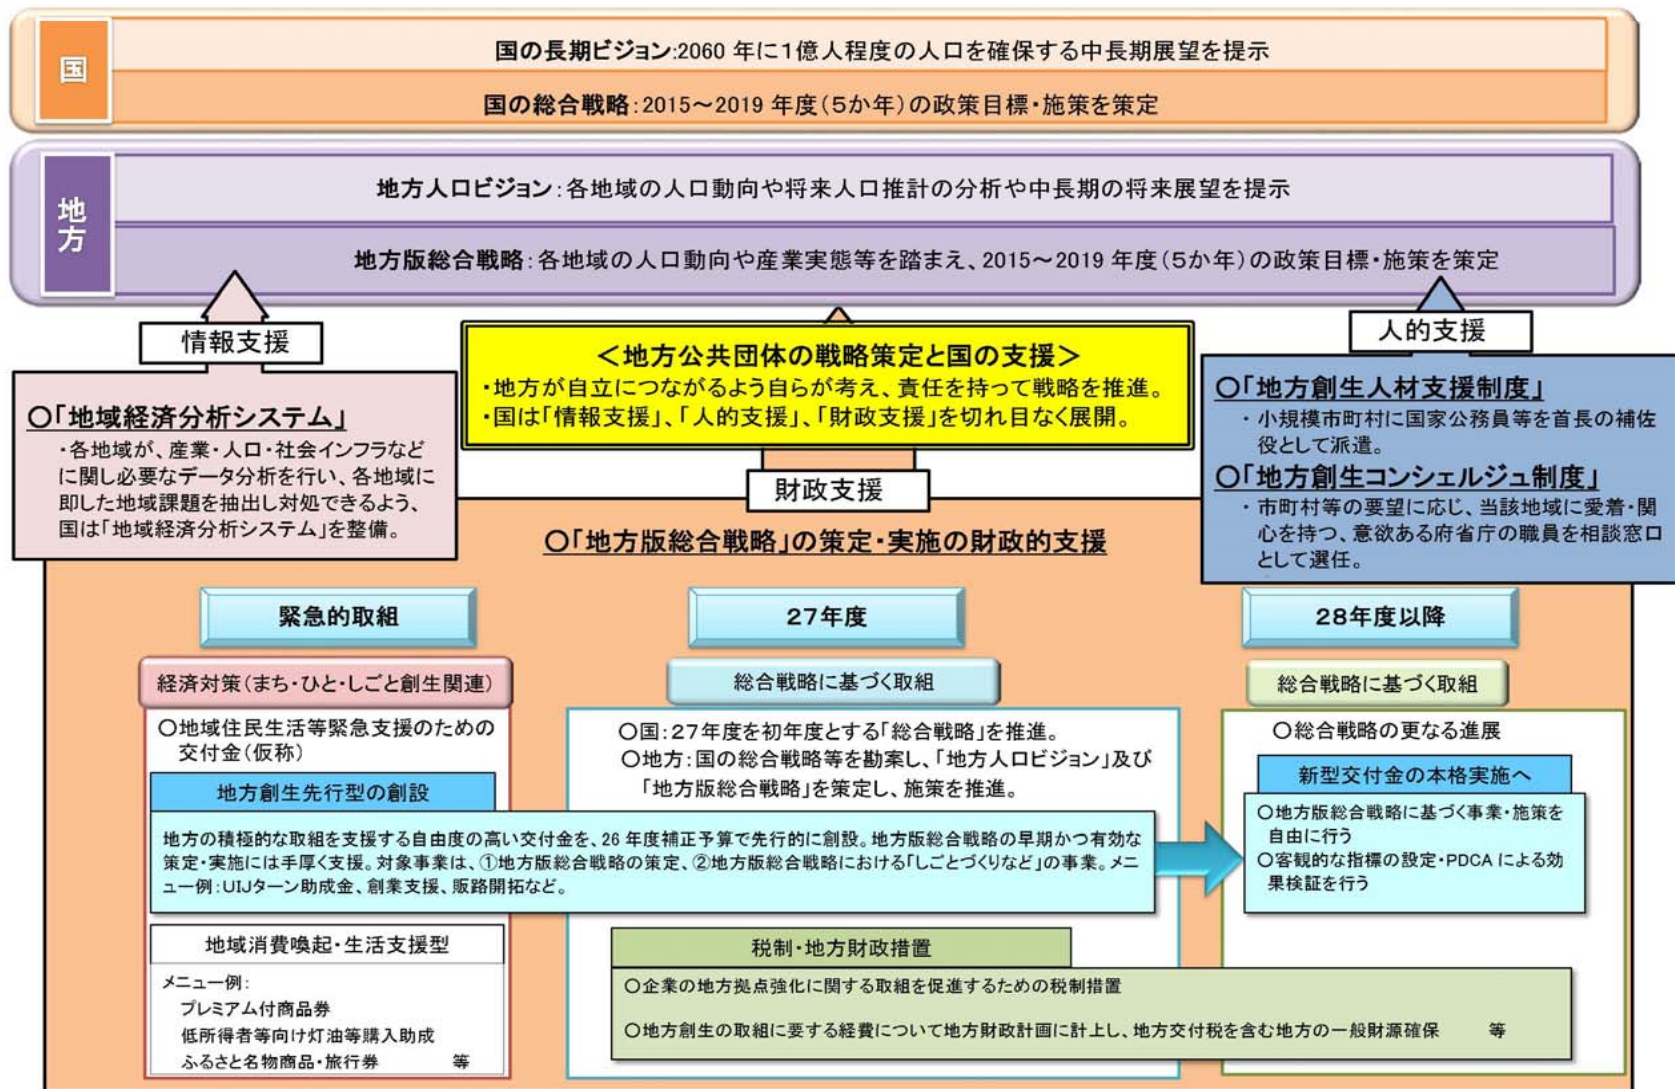 国
国の長期ビジョン:2060 年に1億人程度の人口を確保する中長期展望を提示
国の総合戦略:2015～2019 年度(5か年)の政策目標・施策を策定
地方
地方人口ビジョン:各地域の人口動向や将来人口推計の分析や中長期の将来展望を提示
地方版総合戦略:各地域の人口動向や産業実態等を踏まえ、2015～2019 年度(5か年)の政策目標・施策を策定
情報支援
○「地域経済分析システム」
・各地域が、産業・人口・社会インフラなど
に関し必要なデータ分析を行い、各地域に
即した地域課題を抽出し対処できるよう、
国は「地域経済分析システム」を整備。
＜地方公共団体の戦略策定と国の支援＞
・地方が自立につながるよう自らが考え、責任を持って戦略を推進。
・国は「情報支援」、「人的支援」、「財政支援」を切れ目なく展開。
人的支援
○「地方創生人材支援制度」
・小規模市町村に国家公務員等を首長の補佐
役として派遣。
○「地方創生コンシェルジュ制度」
・市町村等の要望に応じ、当該地域に愛着・関
心を持つ、意欲ある府省庁の職員を相談窓口
として選任。
財政支援
○「地方版総合戦略」の策定・実施の財政的支援
緊急的取組
経済対策(まち・ひと・しごと創生関連)
○地域住民生活等緊急支援のための
交付金(仮称)
地方創生先行型の創設
地方の積極的な取組を支援する自由度の高い交付金を、26 年度補正予算で先行的に創設。地方版総合戦略の早期かつ有効な
策定・実施には手厚く支援。対象事業は、①地方版総合戦略の策定、②地方版総合戦略における「しごとづくりなど」の事業。メニ
ュー例:UIJターン助成金、創業支援、販路開拓など。
地域消費喚起・生活支援型
メニュー例:
プレミアム付商品券
低所得者等向け灯油等購入助成
ふるさと名物商品・旅行券 等
27年度
総合戦略に基づく取組
○国:27年度を初年度とする「総合戦略」を推進。
○地方:国の総合戦略等を勘案し、「地方人口ビジョン」及び
「地方版総合戦略」を策定し、施策を推進。
税制・地方財政措置
○企業の地方拠点強化に関する取組を促進するための税制措置
○地方創生の取組に要する経費について地方財政計画に計上し、地方交付税を含む地方の一般財源確保 等
28年度以降
総合戦略に基づく取組
○総合戦略の更なる進展
新型交付金の本格実施へ
○地方版総合戦略に基づく事業・施策を
自由に行う
○客観的な指標の設定・PDCA による効
果検証を行う